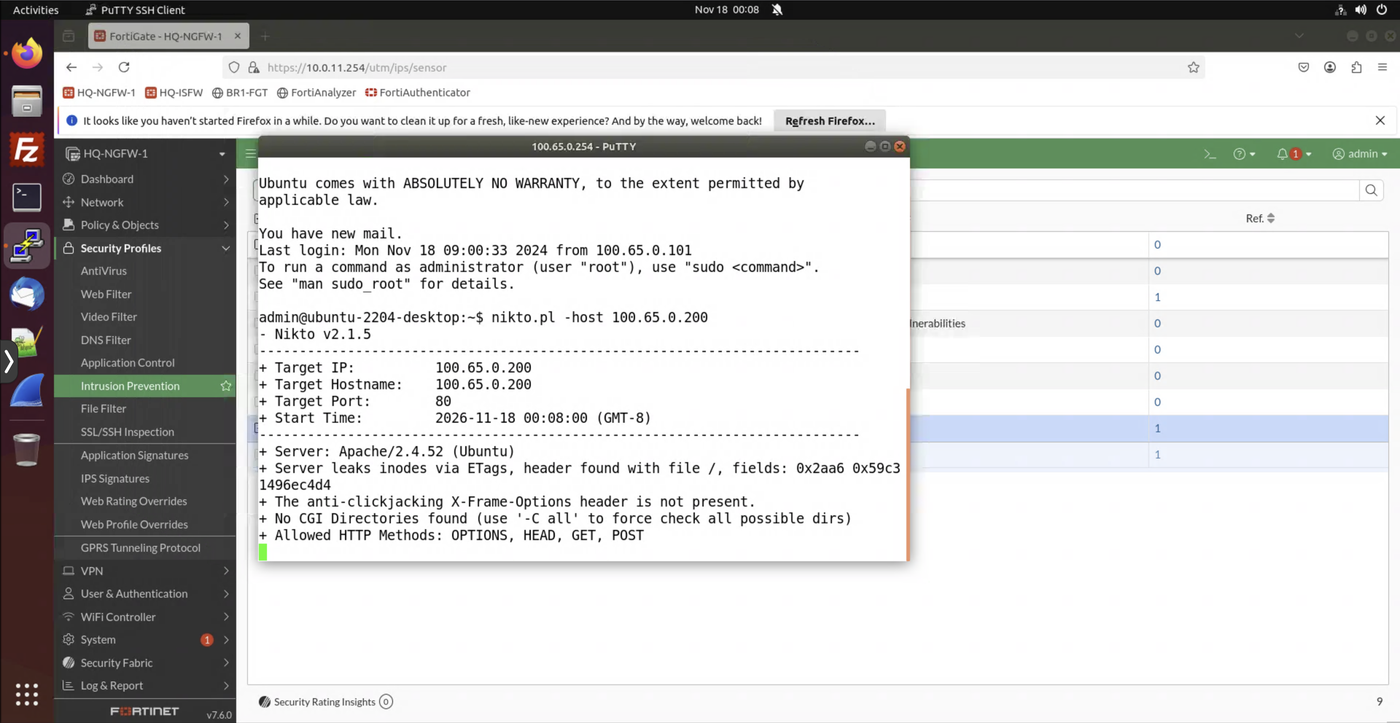 Activities
PuTTY SSH Client
Nov 18 00:08
FortiGate - HQ-NGFW-1
https://10.0.11.254/utm/ips/sensor
HQ-NGFW-1
HQ-ISFW
BR1-FGT
FortiAnalyzer
FortiAuthenticator
It looks like you haven't started Firefox in a while. Do you want to clean it up for a fresh, like-new experience? And by the way, welcome back!
Refresh Firefox...
HQ-NGFW-1
Dashboard
Network
Policy & Objects
Security Profiles
AntiVirus
Web Filter
Video Filter
DNS Filter
Application Control
Intrusion Prevention
File Filter
SSL/SSH Inspection
Application Signatures
IPS Signatures
Web Rating Overrides
Web Profile Overrides
GPRS Tunneling Protocol
VPN
User & Authentication
WiFi Controller
System 1
Security Fabric
Log & Report
FORTINET v7.6.0
100.65.0.254 - PuTTY
Ubuntu comes with ABSOLUTELY NO WARRANTY, to the extent permitted by
applicable law.
You have new mail.
Last login: Mon Nov 18 09:00:33 2024 from 100.65.0.101
To run a command as administrator (user "root"), use "sudo <command>".
See "man sudo_root" for details.
admin@ubuntu-2204-desktop:~$ nikto.pl -host 100.65.0.200
- Nikto v2.1.5
---------------------------------------------------------------------------
+ Target IP: 100.65.0.200
+ Target Hostname: 100.65.0.200
+ Target Port: 80
+ Start Time: 2026-11-18 00:08:00 (GMT-8)
---------------------------------------------------------------------------
+ Server: Apache/2.4.52 (Ubuntu)
+ Server leaks inodes via ETags, header found with file /, fields: 0x2aa6 0x59c3
1496ec4d4
+ The anti-clickjacking X-Frame-Options header is not present.
+ No CGI Directories found (use '-C all' to force check all possible dirs)
+ Allowed HTTP Methods: OPTIONS, HEAD, GET, POST
1
admin
Ref.
0
0
1
lnerabilities
0
0
0
0
1
1
Security Rating Insights 0
9